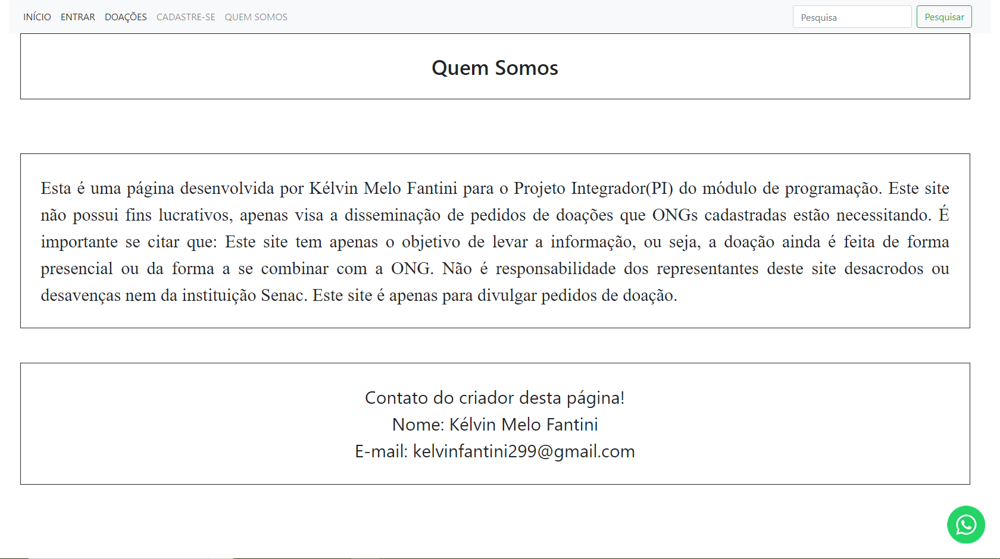 INÍCIO ENTRAR DOAÇÕES CADASTRE-SE QUEM SOMOS Pesquisa Pesquisar
Quem Somos
Esta é uma página desenvolvida por Kélvin Melo Fantini para o Projeto Integrador(PI) do módulo de programação. Este site
não possui fins lucrativos, apenas visa a disseminação de pedidos de doações que ONGs cadastradas estão necessitando. É
importante se citar que: Este site tem apenas o objetivo de levar a informação, ou seja, a doação ainda é feita de forma
presencial ou da forma a se combinar com a ONG. Não é responsabilidade dos representantes deste site desacrodos ou
desavenças nem da instituição Senac. Este site é apenas para divulgar pedidos de doação.
Contato do criador desta página!
Nome: Kélvin Melo Fantini
E-mail: kelvinfantini299@gmail.com